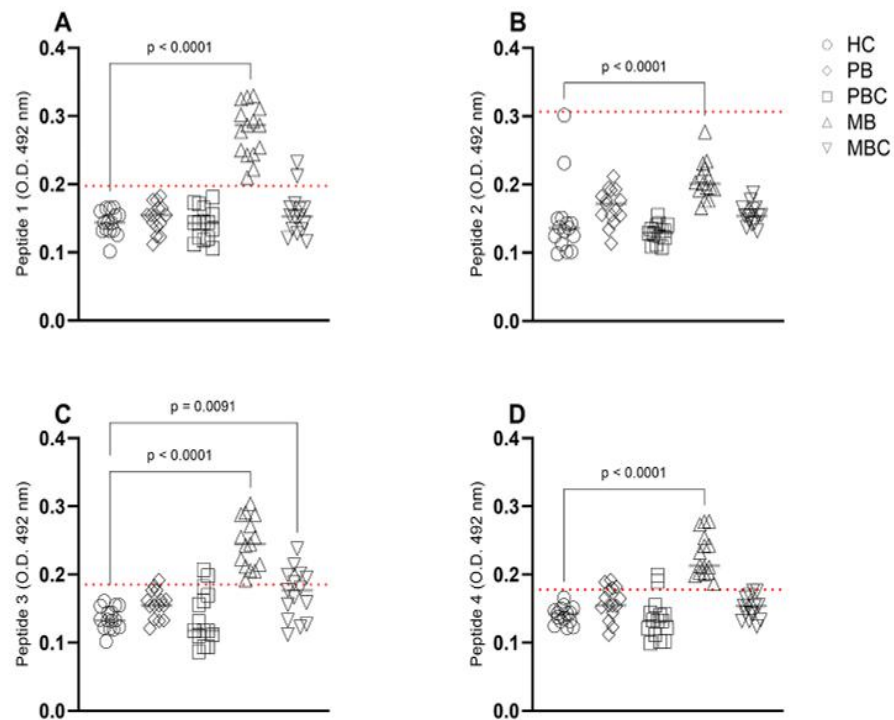 A
p < 0.0001
0.4
0.3
0.2
0.1
0.0
Peptide 1 (O.D. 492 nm)
B
p < 0.0001
0.4
0.3
0.2
0.1
0.0
Peptide 2 (O.D. 492 nm)
HC
PB
PBC
MB
MBC
C
p = 0.0091
p < 0.0001
0.4
0.3
0.2
0.1
0.0
Peptide 3 (O.D. 492 nm)
D
p < 0.0001
0.4
0.3
0.2
0.1
0.0
Peptide 4 (O.D. 492 nm)